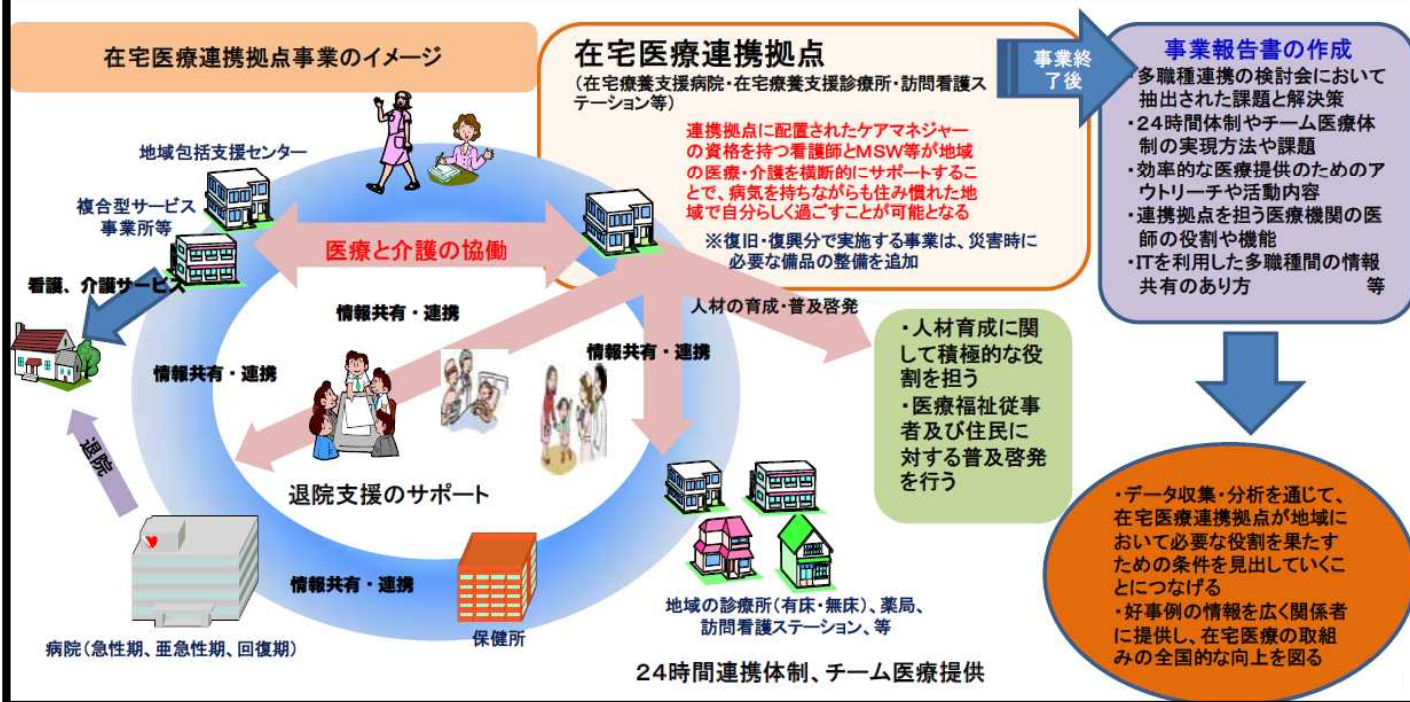 在宅医療連携拠点事業のイメージ
在宅医療連携拠点
(在宅療養支援病院・在宅療養支援診療所・訪問看護ス
テーション等)
連携拠点に配置されたケアマネジャー
の資格を持つ看護師とMSW等が地域
の医療・介護を横断的にサポートするこ
とで、病気を持ちながらも住み慣れた地
域で自分らしく過ごすことが可能となる
※復旧・復興分で実施する事業は、災害時に
必要な備品の整備を追加
事業終
了後
事業報告書の作成
・多職種連携の検討会において
抽出された課題と解決策
・24時間体制やチーム医療体
制の実現方法や課題
・効率的な医療提供のためのア
ウトリーチや活動内容
・連携拠点を担う医療機関の医
師の役割や機能
・ITを利用した多職種間の情報
共有のあり方 等
地域包括支援センター
複合型サービス
事業所等
医療と介護の協働
看護、介護サービス
情報共有・連携
人材の育成・普及啓発
情報共有・連携
情報共有・連携
・人材育成に関
して積極的な役
割を担う
・医療福祉従事
者及び住民に
対する普及啓発
を行う
退院
退院支援のサポート
情報共有・連携
病院(急性期、亜急性期、回復期)
保健所
地域の診療所(有床・無床)、薬局、
訪問看護ステーション、等
24時間連携体制、チーム医療提供
・データ収集・分析を通じて、
在宅医療連携拠点が地域に
おいて必要な役割を果たす
ための条件を見出していくこ
とにつなげる
・好事例の情報を広く関係者
に提供し、在宅医療の取組
みの全国的な向上を図る